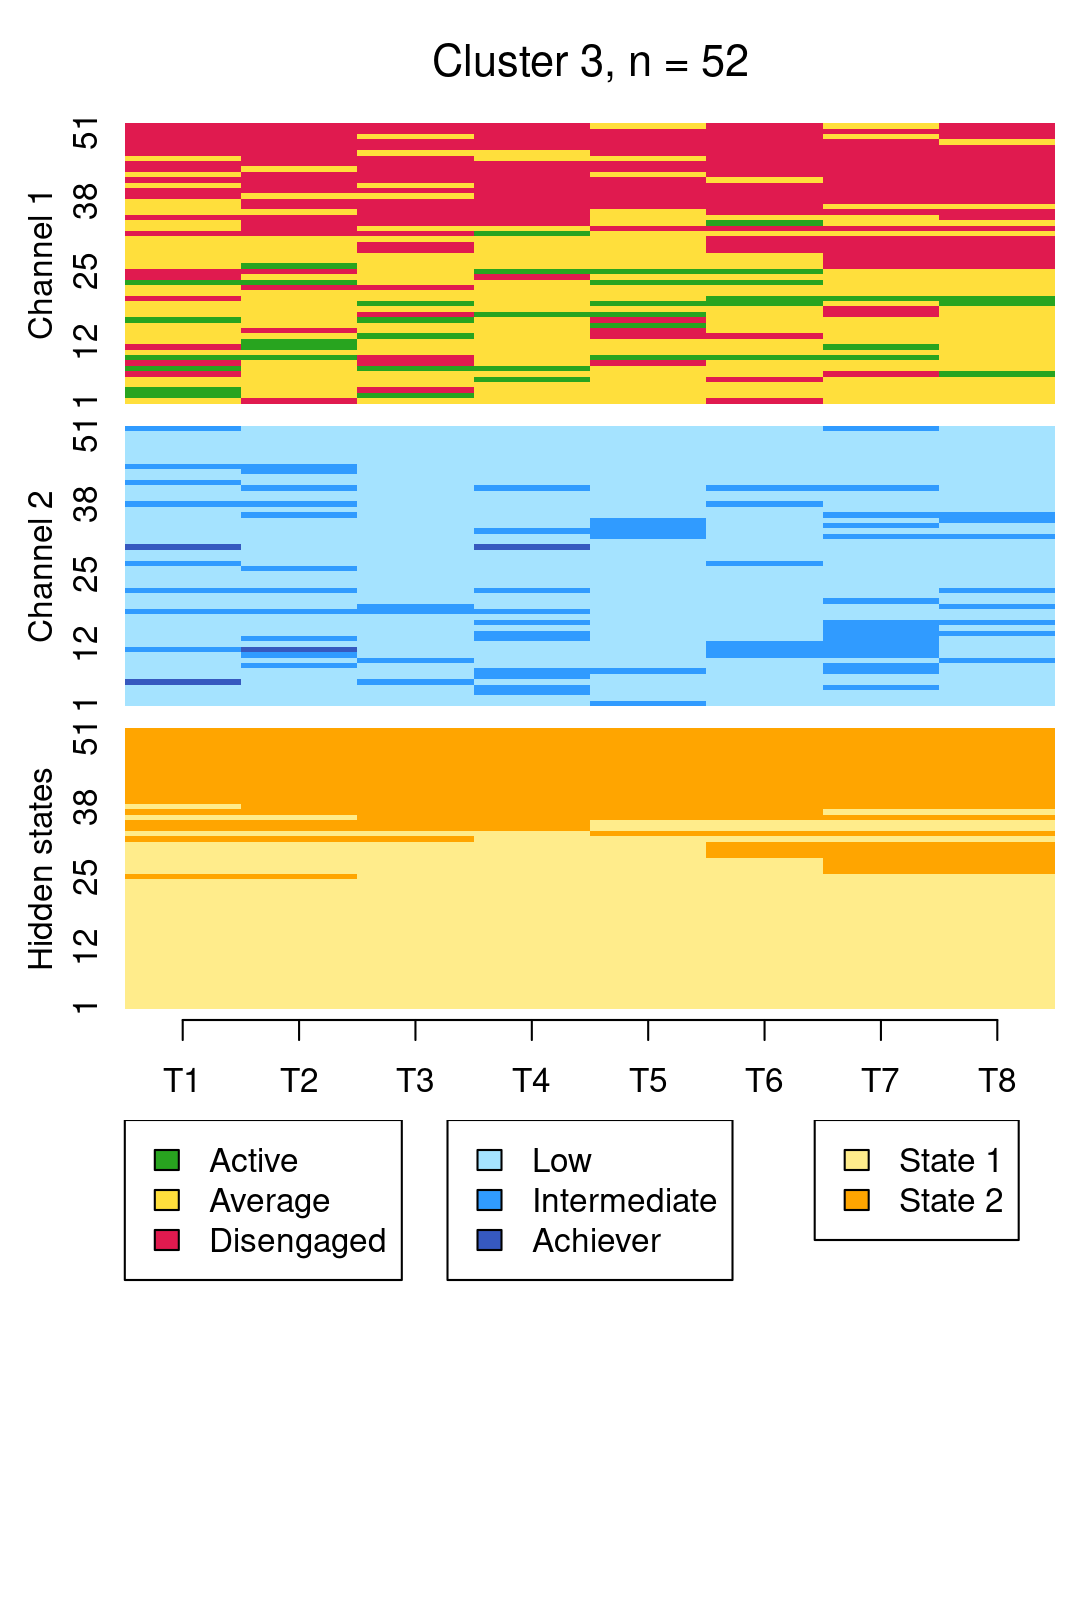 Cluster 3, n = 52
Channel 1
51
38
25
12
1
Channel 2
51
38
25
12
1
Hidden states
51
38
25
12
1
T1 T2 T3 T4 T5 T6 T7 T8
Active
Average
Disengaged
Low
Intermediate
Achiever
State 1
State 2